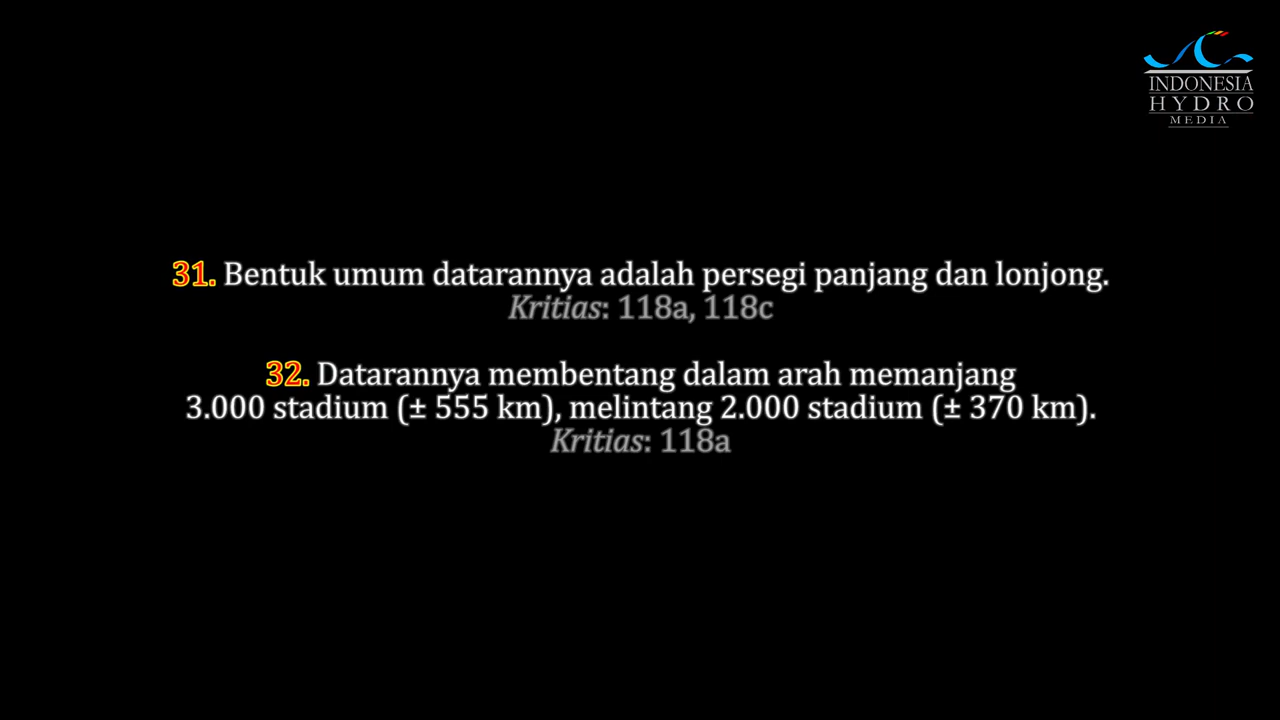 INDONESIA
HYDRO
MEDIA
31. Bentuk umum datarannya adalah persegi panjang dan lonjong.
Kritias: 118a, 118c
32. Datarannya membentang dalam arah memanjang
3.000 stadium (± 555 km), melintang 2.000 stadium (± 370 km).
Kritias: 118a